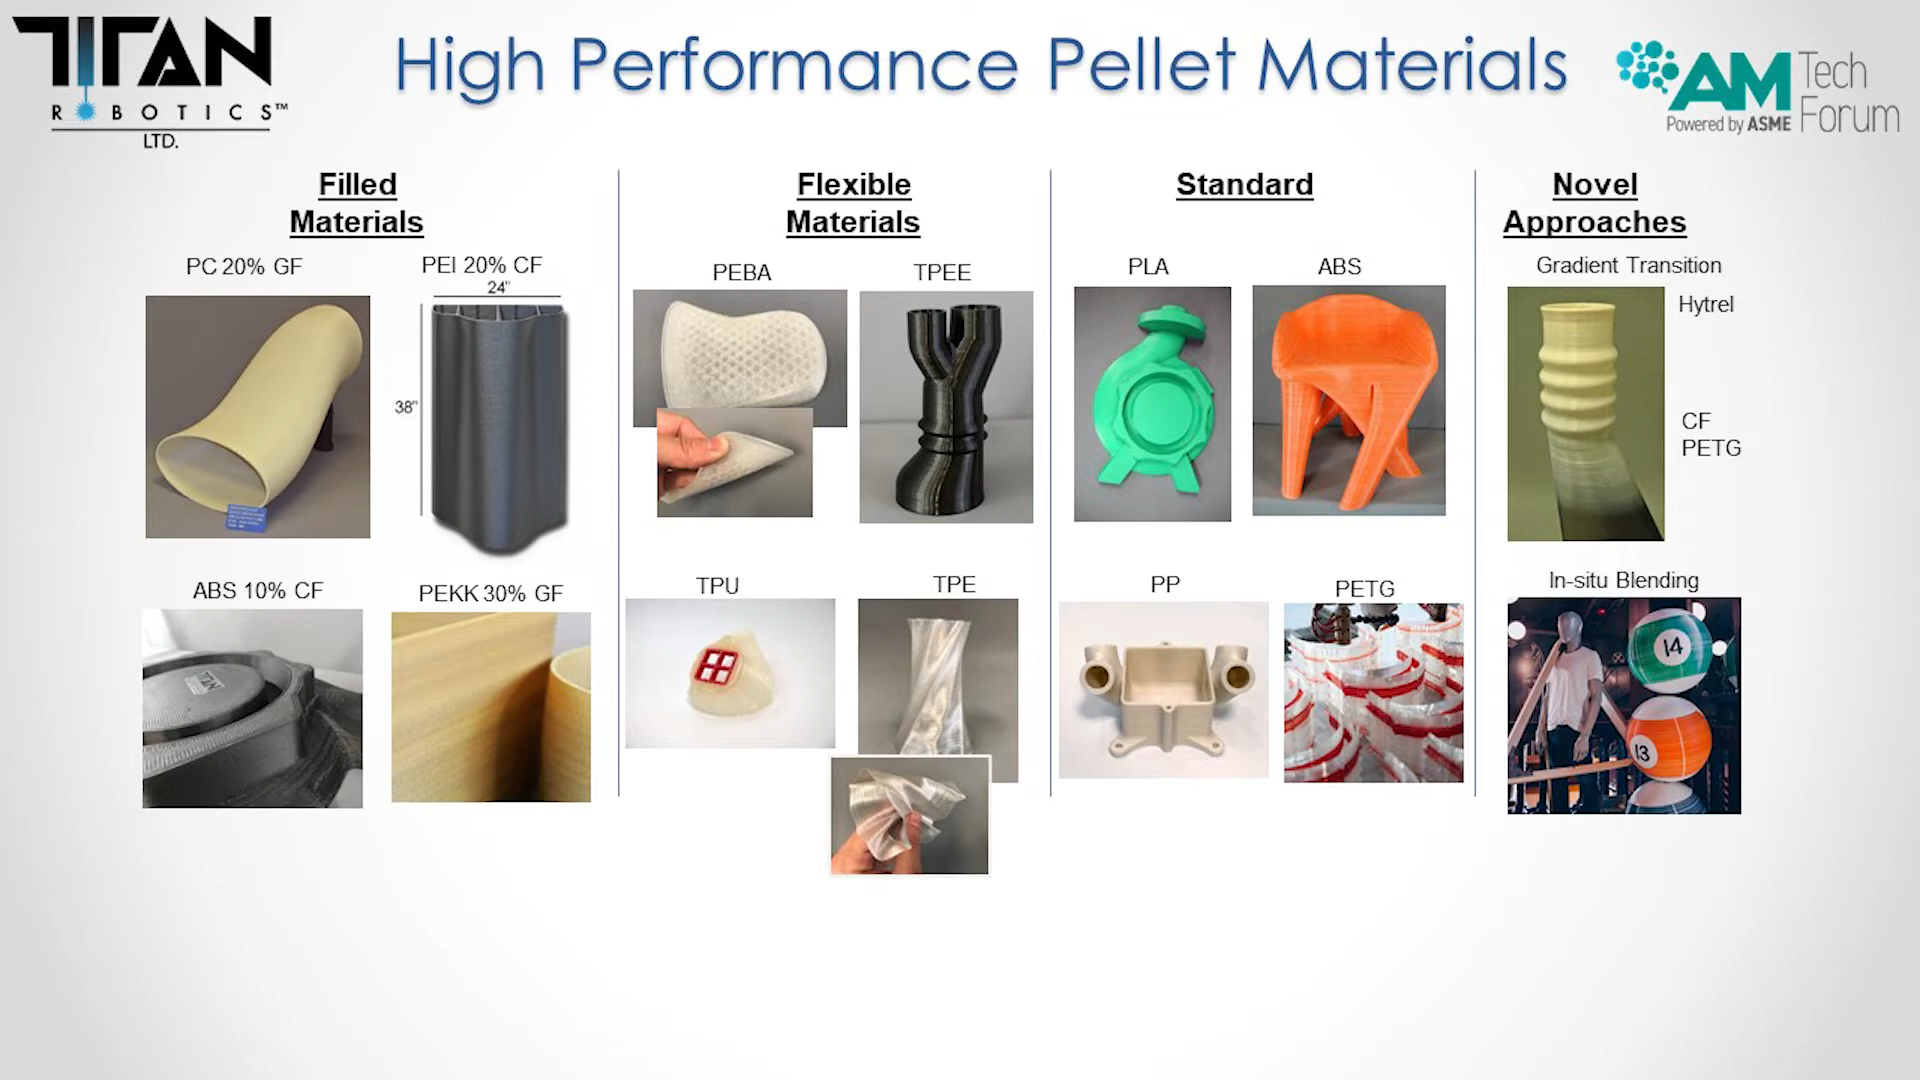 TITAN
ROBOTICS™
LTD.
High Performance Pellet Materials
AM Tech Forum
Powered by ASME
Filled
Materials
PC 20% GF
PEI 20% CF
24"
38"
ABS 10% CF
PEKK 30% GF
TITAN
Flexible
Materials
PEBA
TPEE
TPU
TPE
Standard
PLA
ABS
PP
PETG
Novel
Approaches
Gradient Transition
Hytrel
CF
PETG
In-situ Blending
14
13